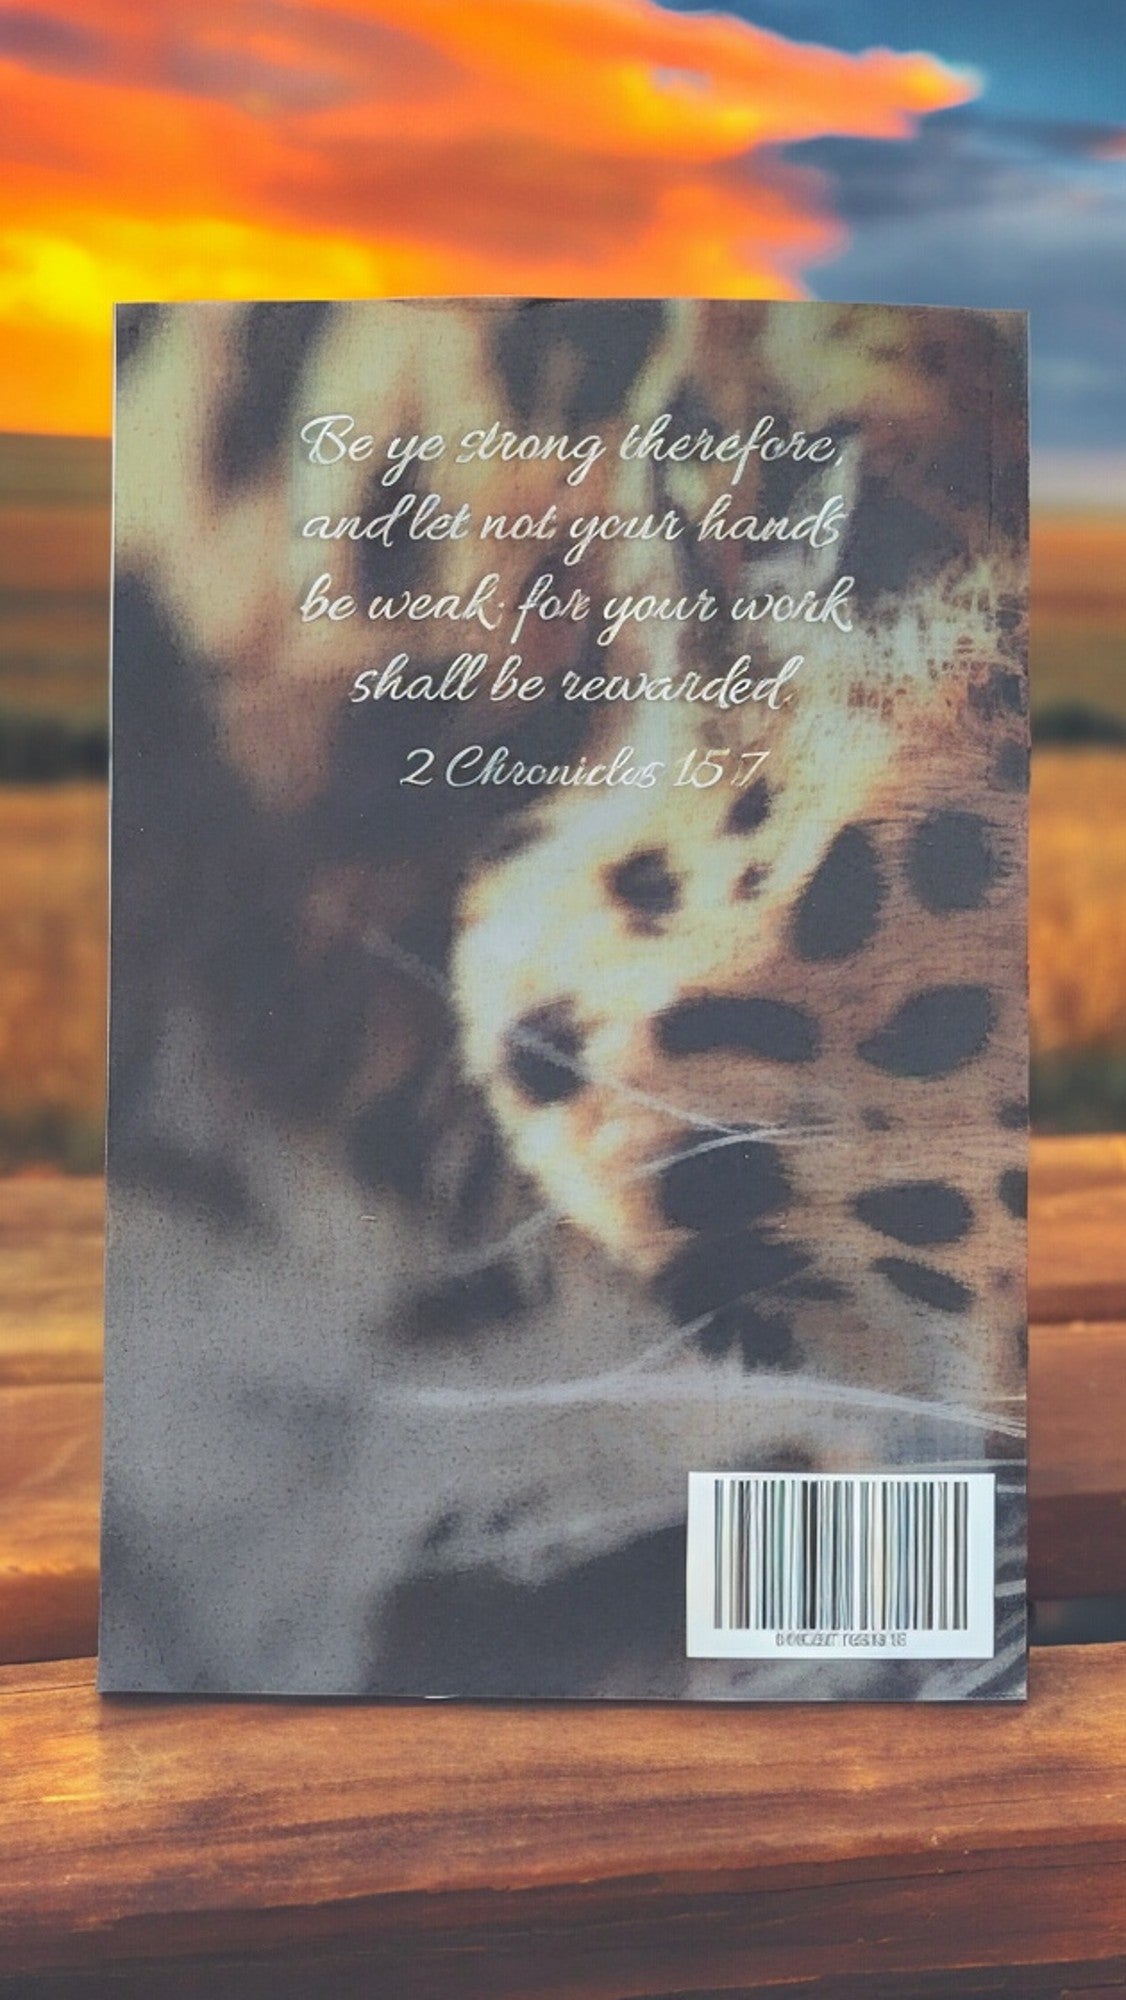 Be ye strong therefore,
and let not your hands
be weak: for your work
shall be rewarded.
2 Chronicles 15:7